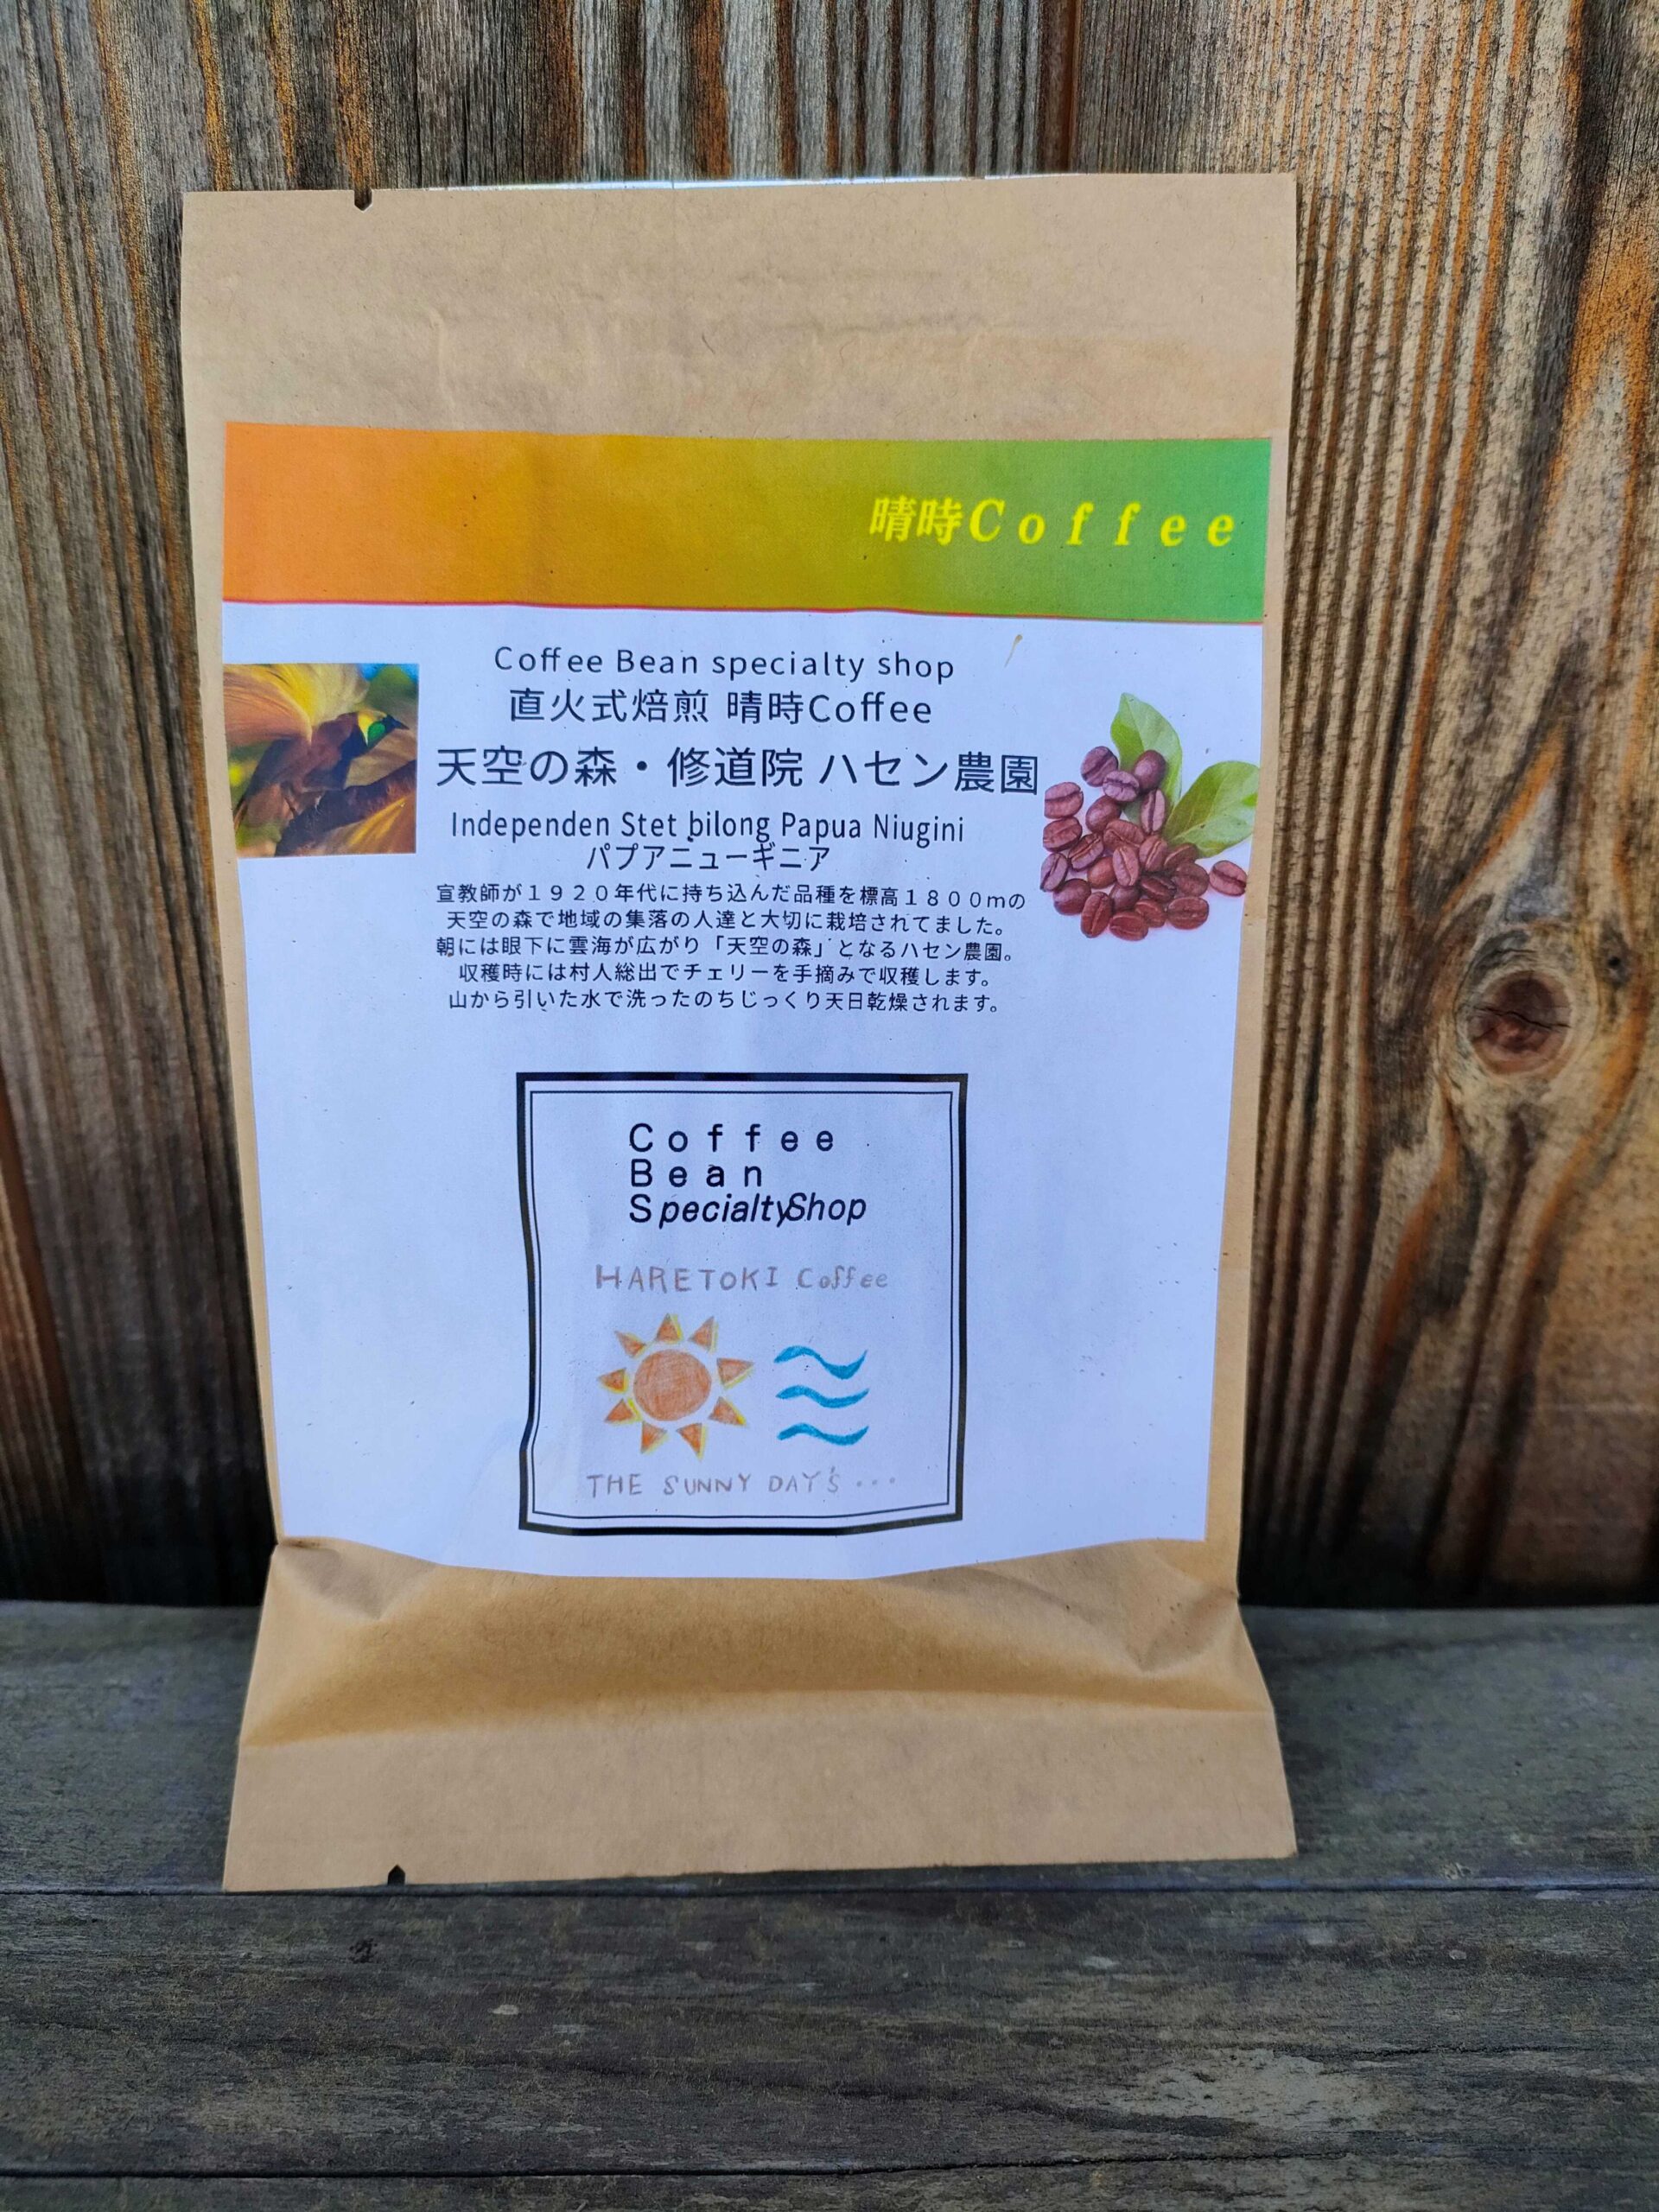 晴時Coffee
Coffee Bean specialty shop
直火式焙煎 晴時Coffee
天空の森・修道院 ハセン農園
Independen Stet bilong Papua Niugini
パプアニューギニア
宣教師が１９２０年代に持ち込んだ品種を標高１８００ｍの
天空の森で地域の集落の人達と大切に栽培されてました。
朝には眼下に雲海が広がり「天空の森」となるハセン農園。
収穫時には村人総出でチェリーを手摘みで収穫します。
山から引いた水で洗ったのちじっくり天日乾燥されます。
Coffee
Bean
SpecialtyShop
HARETOKI Coffee
THE SUNNY DAY'S ...